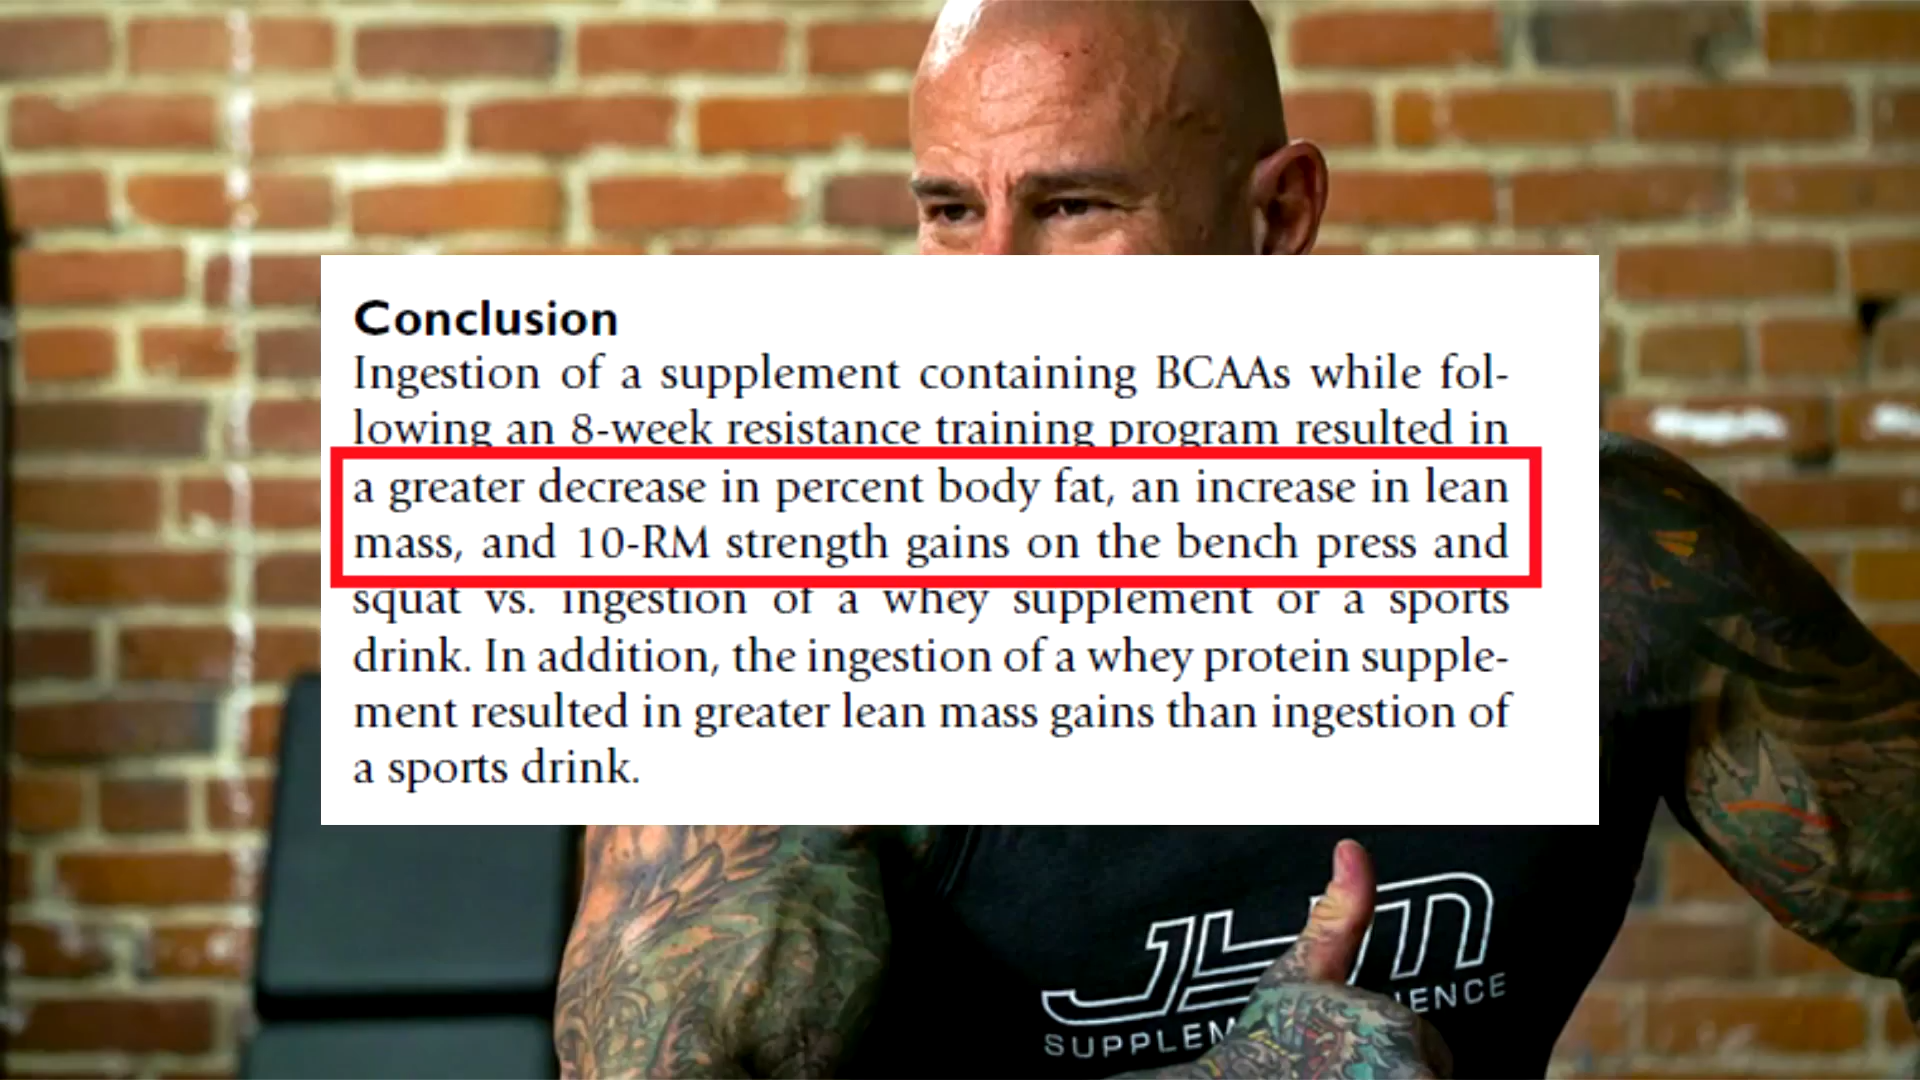 Conclusion
Ingestion of a supplement containing BCAAs while fol-
lowing an 8-week resistance training program resulted in
a greater decrease in percent body fat, an increase in lean
mass, and 10-RM strength gains on the bench press and
squat vs. ingestion of a whey supplement or a sports
drink. In addition, the ingestion of a whey protein supple-
ment resulted in greater lean mass gains than ingestion of
a sports drink.
JYM